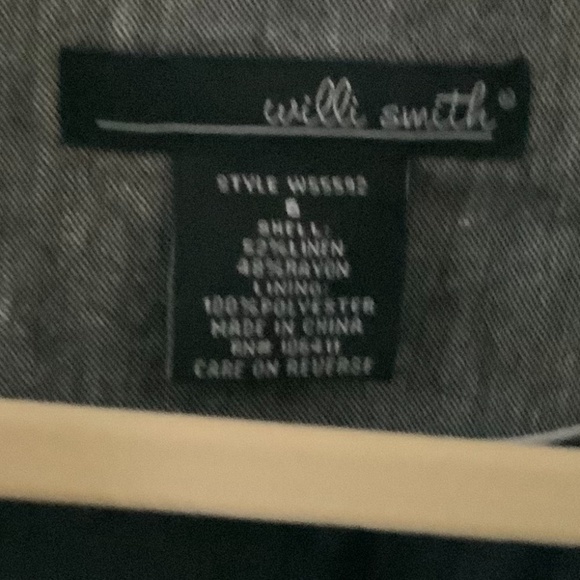 willi smith®
STYLE WS5592
SHELL:
52%LINEN
48%RAYON
LINING:
100%POLYESTER
MADE IN CHINA
RN# 106411
CARE ON REVERSE